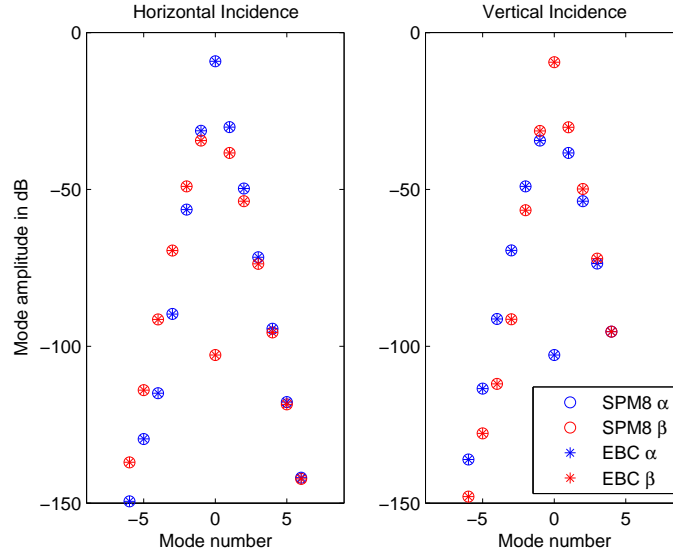 Horizontal Incidence
Vertical Incidence
0
−50
−100
−150
Mode amplitude in dB
−5
0
5
Mode number
0
−50
−100
−150
−5
0
5
Mode number
SPM8 α
SPM8 β
EBC α
EBC β